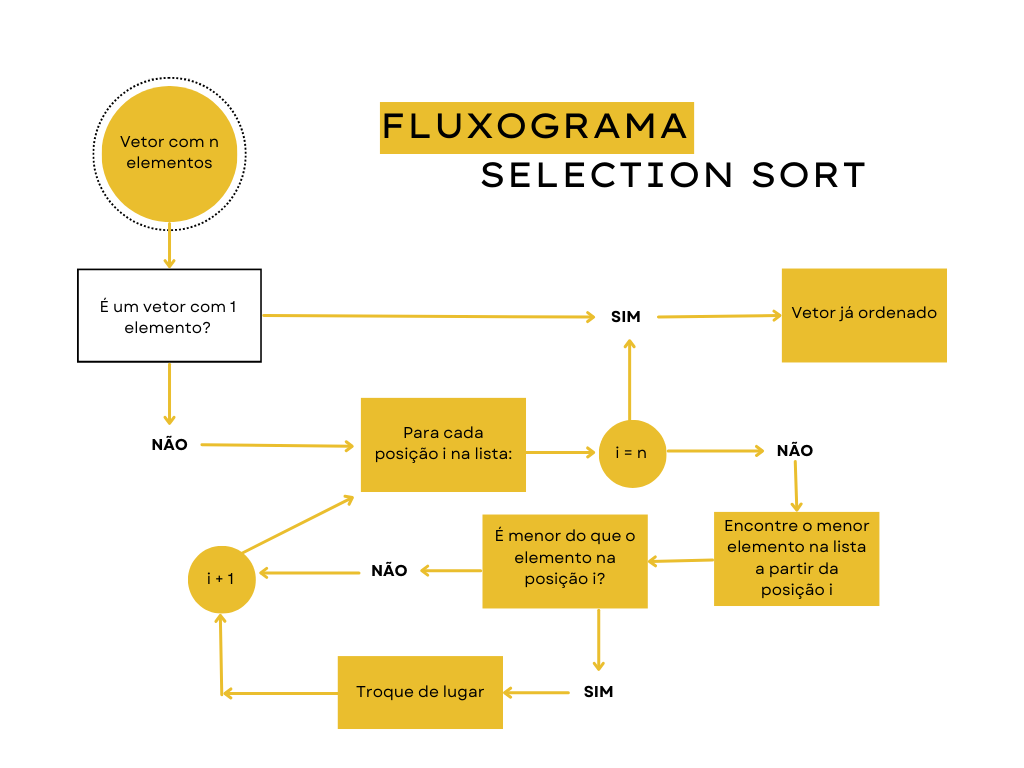 FLUXOGRAMA
SELECTION SORT
Vetor com n
elementos
É um vetor com 1
elemento?
SIM
Vetor já ordenado
NÃO
Para cada
posição i na lista:
i = n
NÃO
Encontre o menor
elemento na lista
a partir da
posição i
É menor do que o
elemento na
posição i?
NÃO
i + 1
SIM
Troque de lugar